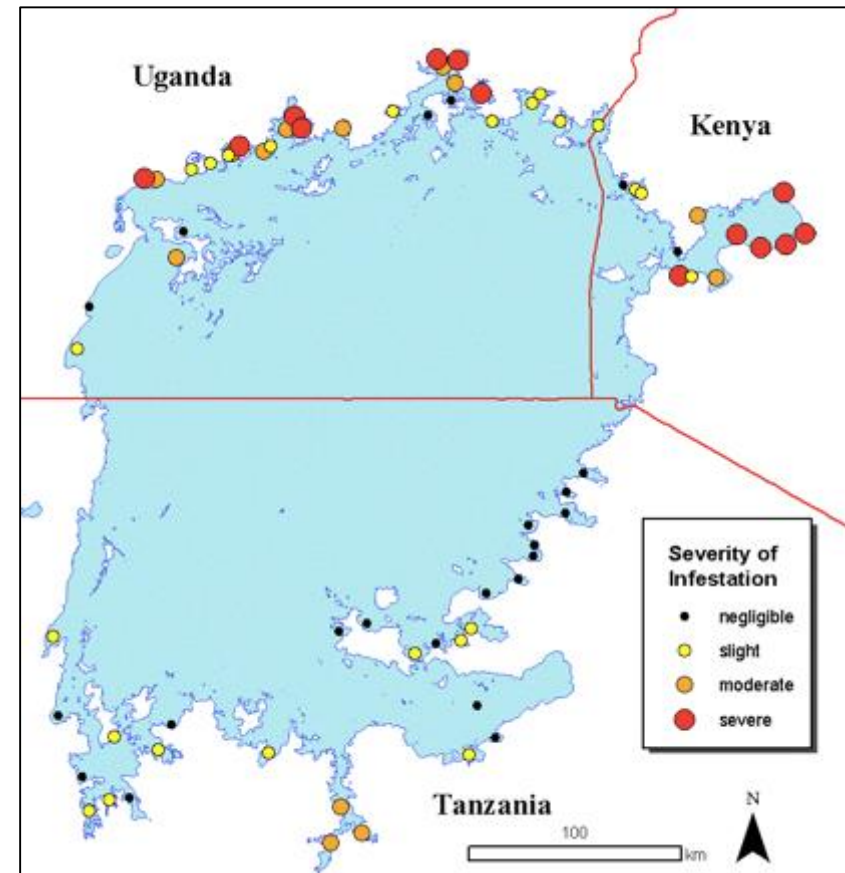 Uganda
Kenya
Severity of
Infestation
negligible
slight
moderate
severe
Tanzania
N
100
km